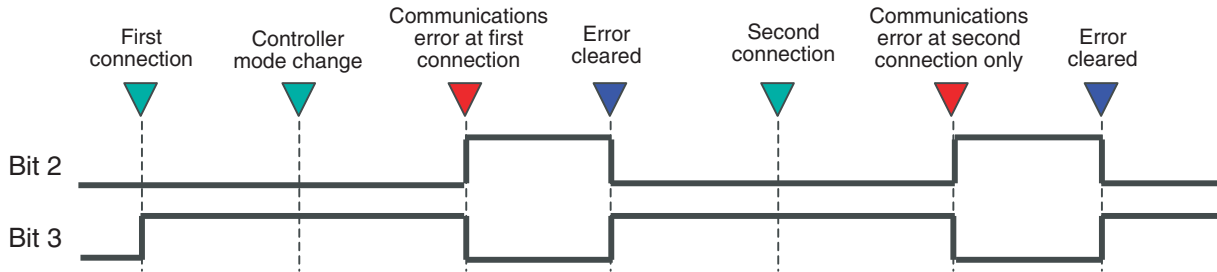 First
connection
Controller
mode change
Communications
error at first
connection
Error
cleared
Second
connection
Communications
error at second
connection only
Error
cleared
Bit 2
Bit 3